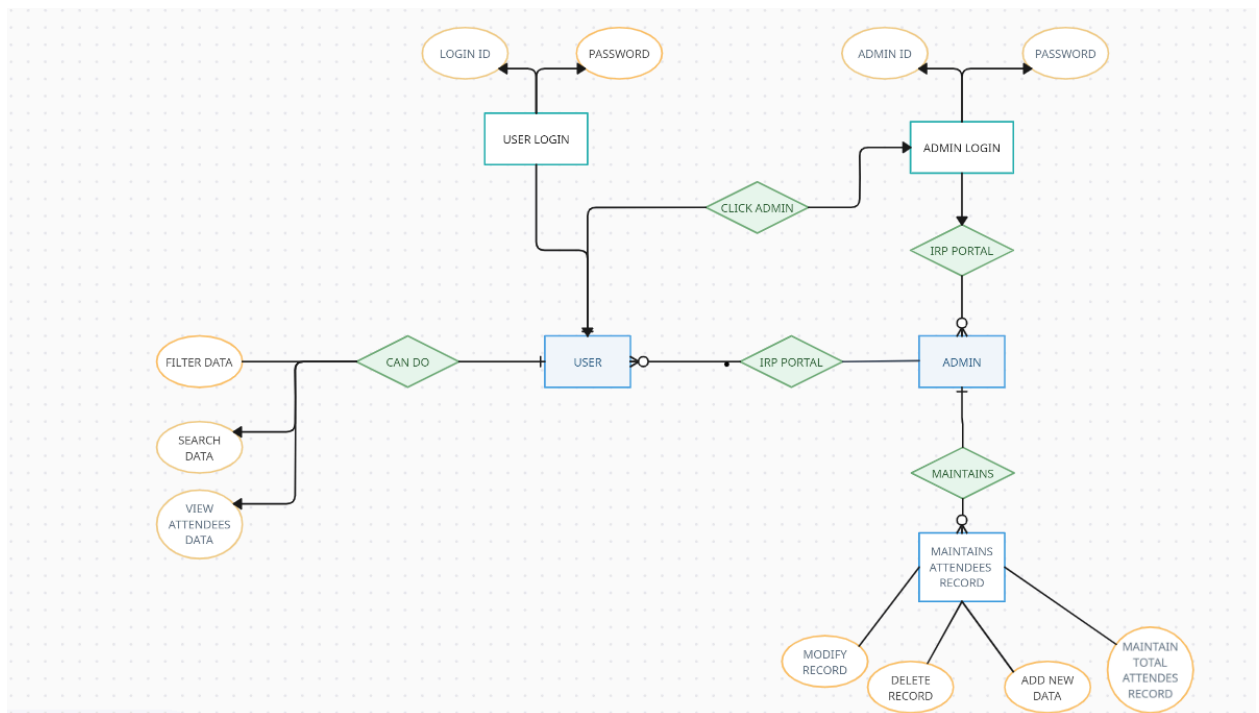 LOGIN ID
PASSWORD
ADMIN ID
PASSWORD
USER LOGIN
ADMIN LOGIN
CLICK ADMIN
IRP PORTAL
FILTER DATA
CAN DO
USER
IRP PORTAL
ADMIN
SEARCH
DATA
VIEW
ATTENDEES
DATA
MAINTAINS
MAINTAINS
ATTENDEES
RECORD
MODIFY
RECORD
DELETE
RECORD
ADD NEW
DATA
MAINTAIN
TOTAL
ATTENDES
RECORD